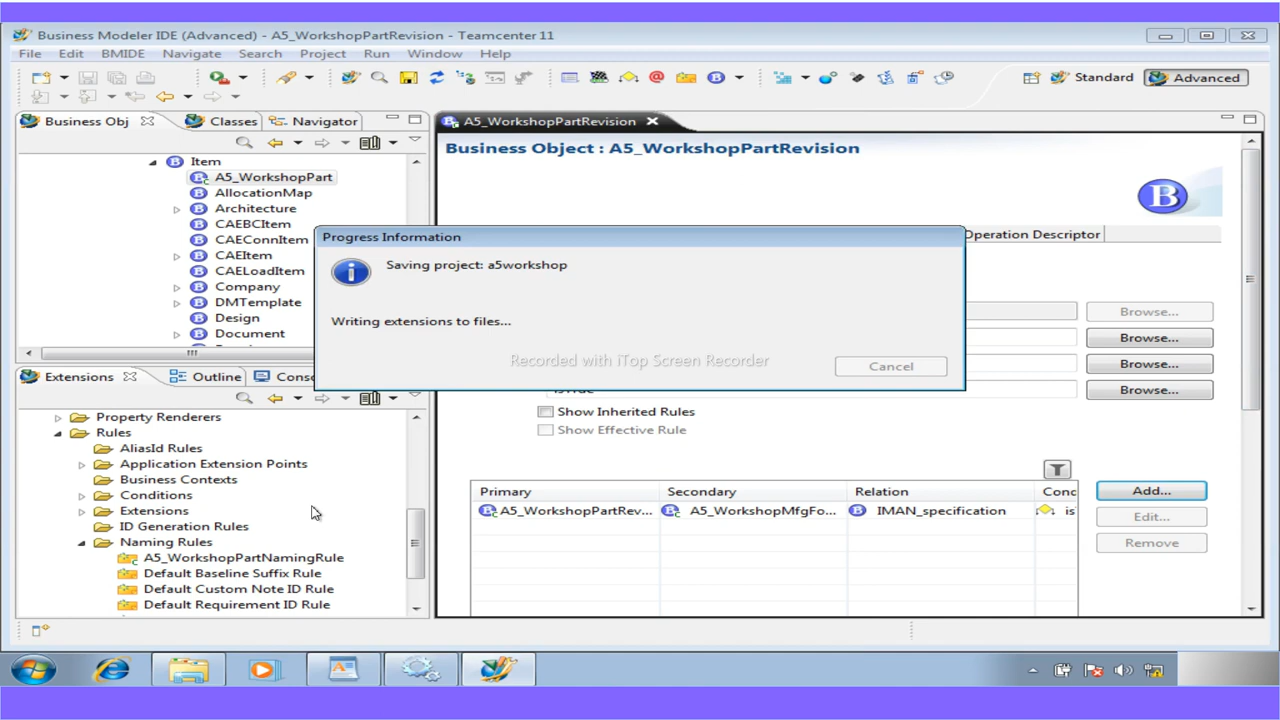 Business Modeler IDE (Advanced) - A5_WorkshopPartRevision - Teamcenter 11
File Edit BMIDE Navigate Search Project Run Window Help
Standard Advanced
Business Obj Classes Navigator
A5_WorkshopPartRevision
Item
A5_WorkshopPart
AllocationMap
Architecture
CAEBCItem
CAEConnItem
CAEItem
CAELoadItem
Company
DMTemplate
Design
Document
Business Object : A5_WorkshopPartRevision
Operation Descriptor
Progress Information
Saving project: a5workshop
Writing extensions to files...
Recorded with iTop Screen Recorder
Cancel
Browse...
Browse...
Browse...
Browse...
Show Inherited Rules
Show Effective Rule
Extensions Outline Conso
Property Renderers
Rules
AliasId Rules
Application Extension Points
Business Contexts
Conditions
Extensions
ID Generation Rules
Naming Rules
A5_WorkshopPartNamingRule
Default Baseline Suffix Rule
Default Custom Note ID Rule
Default Requirement ID Rule
Primary Secondary Relation Conc
A5_WorkshopPartRev... A5_WorkshopMfgFo... IMAN_specification is
Add...
Edit...
Remove